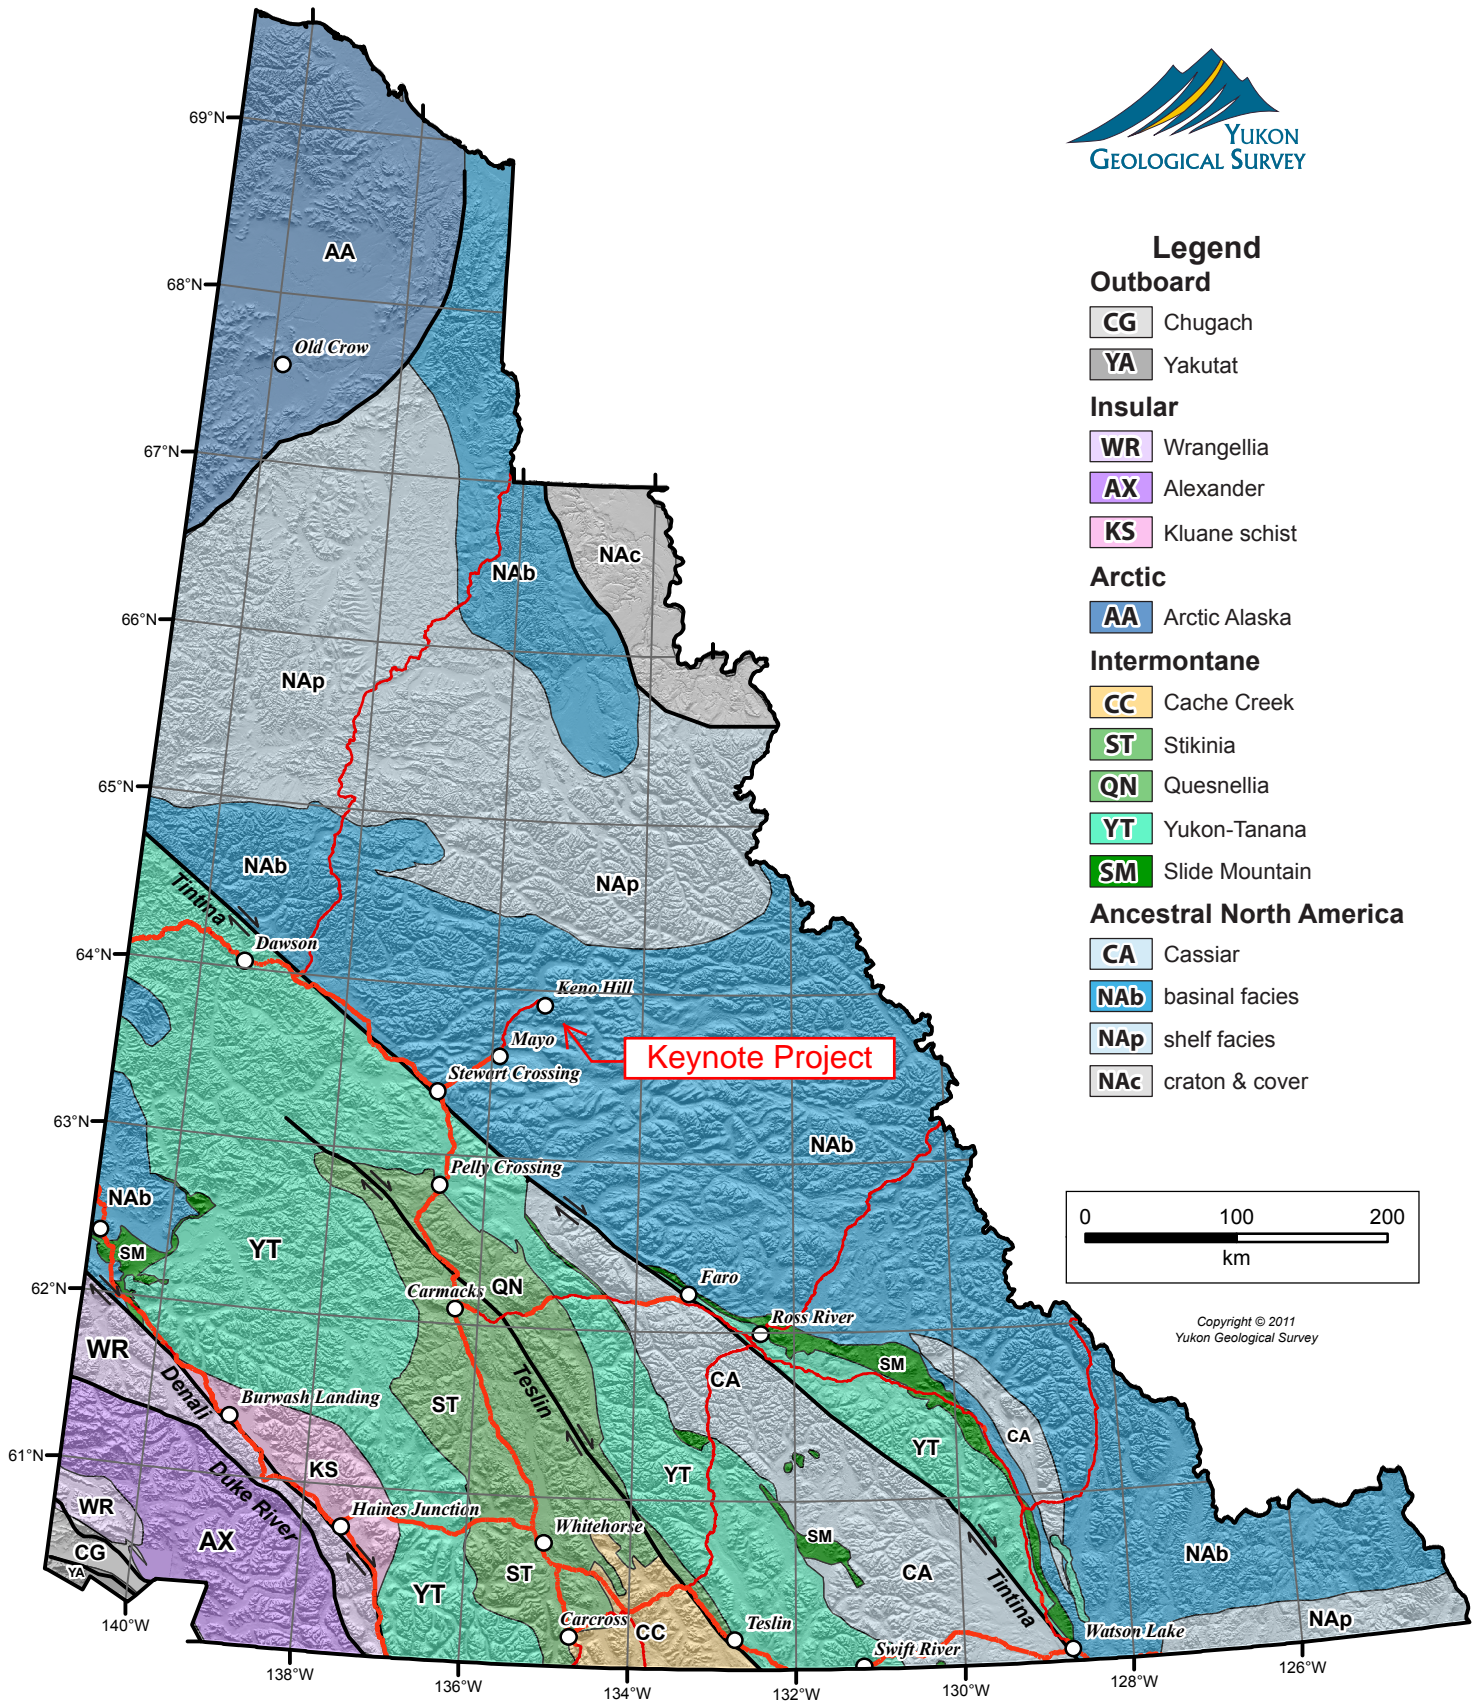 YUKON
GEOLOGICAL SURVEY
Legend
Outboard
CG Chugach
YA Yakutat
Insular
WR Wrangellia
AX Alexander
KS Kluane schist
Arctic
AA Arctic Alaska
Intermontane
CC Cache Creek
ST Stikinia
QN Quesnellia
YT Yukon-Tanana
SM Slide Mountain
Ancestral North America
CA Cassiar
NAb basinal facies
NAp shelf facies
NAc craton & cover
0 100 200
km
Copyright © 2011
Yukon Geological Survey
69°N
AA
68°N
Old Crow
67°N
NAc
NAb
66°N
NAp
65°N
NAb
NAp
Tintina
Dawson
64°N
Keno Hill
Mayo
Keynote Project
Stewart Crossing
63°N
NAb
Pelly Crossing
NAb
YT
SM
62°N
Faro
QN
Carmacks
Ross River
WR
SM
CA
Denali
Teslin
Burwash Landing
ST
CA
61°N
YT
KS
YT
Duke River
WR
Haines Junction
Whitehorse
SM
AX
CG
NAb
YA
ST
CA
YT
Tintina
140°W
Carcross
CC
Teslin
Watson Lake
NAp
Swift River
138°W
136°W
134°W
132°W
130°W
128°W
126°W